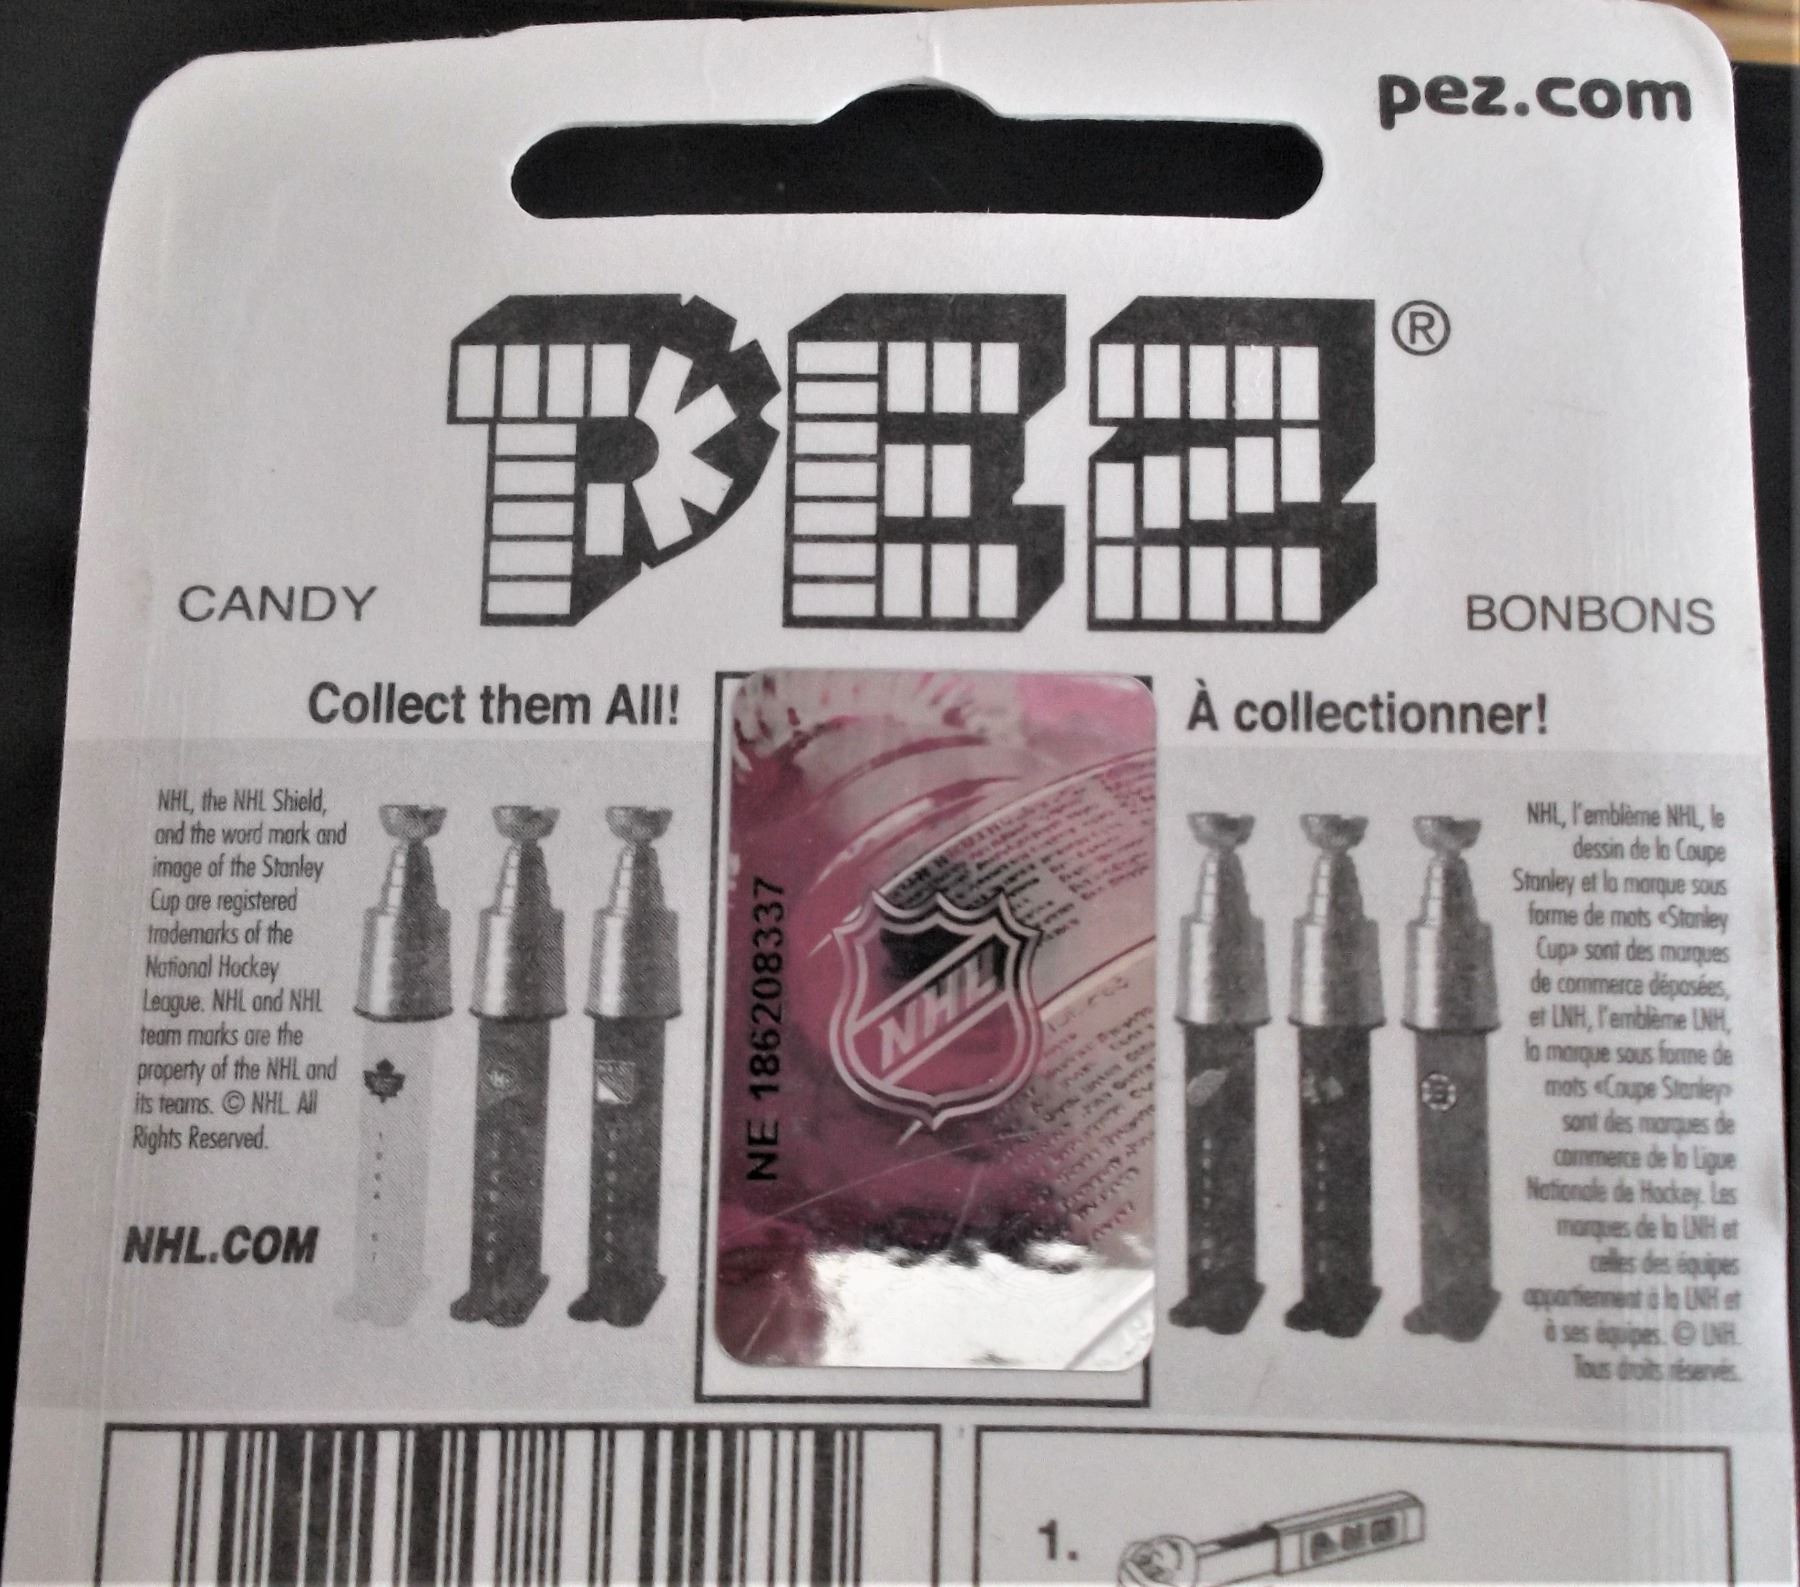 pez.com
PEZ®
CANDY
BONBONS
Collect them All!
À collectionner!
NHL, the NHL Shield,
and the word mark and
image of the Stanley
Cup are registered
trademarks of the
National Hockey
League. NHL and NHL
team marks are the
property of the NHL and
its teams. © NHL. All
Rights Reserved.
NHL.COM
NE 186208337
NHL
NHL, l'emblème NHL, le
dessin de la Coupe
Stanley et la marque sous
forme de mots «Stanley
Cup» sont des marques
de commerce déposées,
et LNH, l'emblème LNH,
la marque sous forme de
mots «Coupe Stanley»
sont des marques de
commerce de la Ligue
Nationale de Hockey. Les
marques de la LNH et
celles des équipes
appartiennent à la LNH et
à ses équipes. © LNH.
Tous droits réservés.
1.